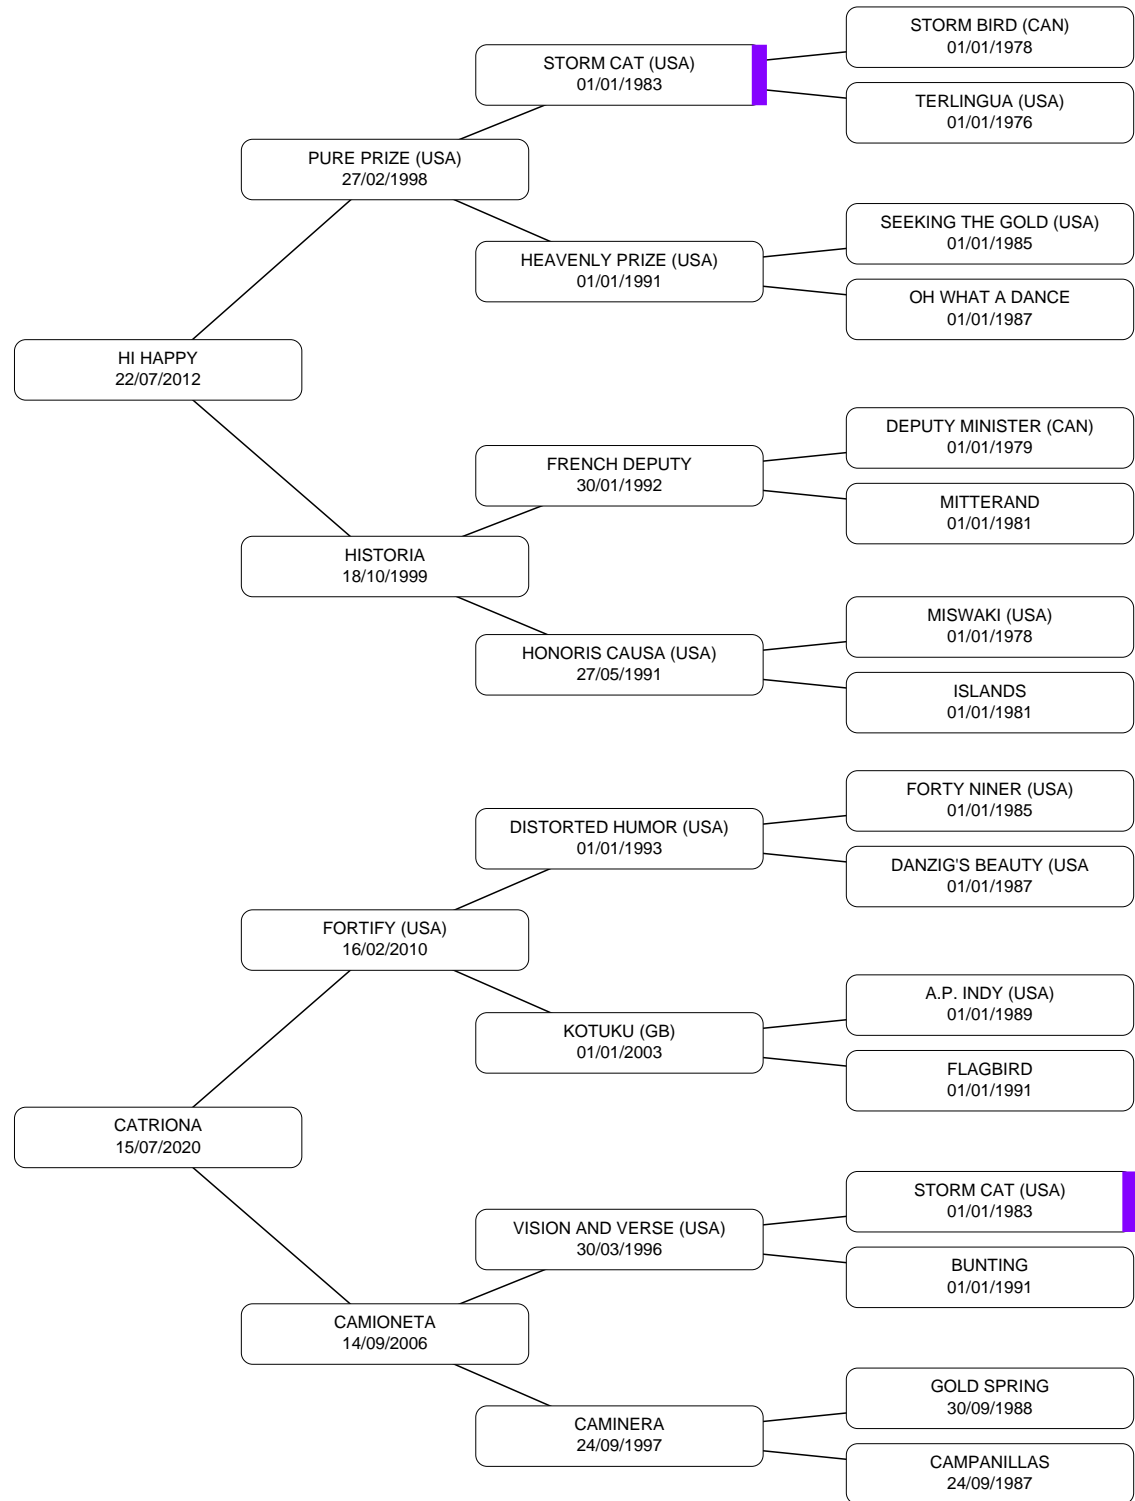 STORM BIRD (CAN)
01/01/1978
STORM CAT (USA)
01/01/1983
TERLINGUA (USA)
01/01/1976
PURE PRIZE (USA)
27/02/1998
SEEKING THE GOLD (USA)
01/01/1985
HEAVENLY PRIZE (USA)
01/01/1991
OH WHAT A DANCE
01/01/1987
HI HAPPY
22/07/2012
DEPUTY MINISTER (CAN)
01/01/1979
FRENCH DEPUTY
30/01/1992
MITTERAND
01/01/1981
HISTORIA
18/10/1999
MISWAKI (USA)
01/01/1978
HONORIS CAUSA (USA)
27/05/1991
ISLANDS
01/01/1981
FORTY NINER (USA)
01/01/1985
DISTORTED HUMOR (USA)
01/01/1993
DANZIG'S BEAUTY (USA
01/01/1987
FORTIFY (USA)
16/02/2010
A.P. INDY (USA)
01/01/1989
KOTUKU (GB)
01/01/2003
FLAGBIRD
01/01/1991
CATRIONA
15/07/2020
STORM CAT (USA)
01/01/1983
VISION AND VERSE (USA)
30/03/1996
BUNTING
01/01/1991
CAMIONETA
14/09/2006
GOLD SPRING
30/09/1988
CAMINERA
24/09/1997
CAMPANILLAS
24/09/1987